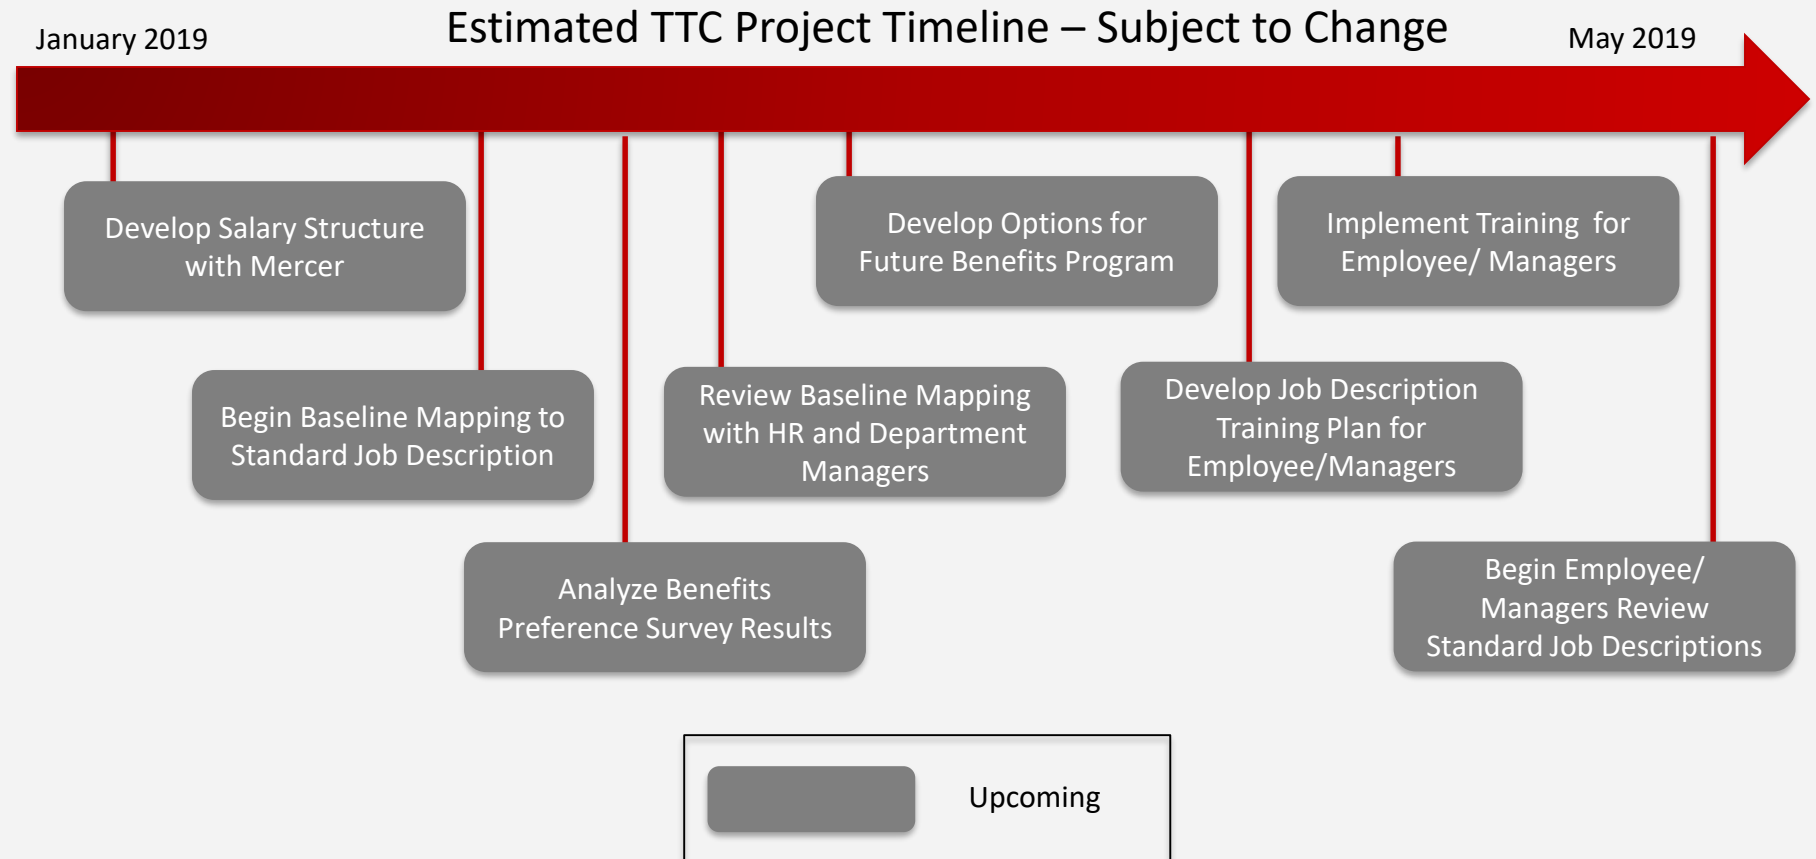 Estimated TTC Project Timeline – Subject to Change
January 2019
May 2019
Develop Salary Structure
with Mercer
Develop Options for
Future Benefits Program
Implement Training  for
Employee/ Managers
Begin Baseline Mapping to
Standard Job Description
Review Baseline Mapping
with HR and Department
Managers
Develop Job Description
Training Plan for
Employee/Managers
Analyze Benefits
Preference Survey Results
Begin Employee/
Managers Review
Standard Job Descriptions
Upcoming